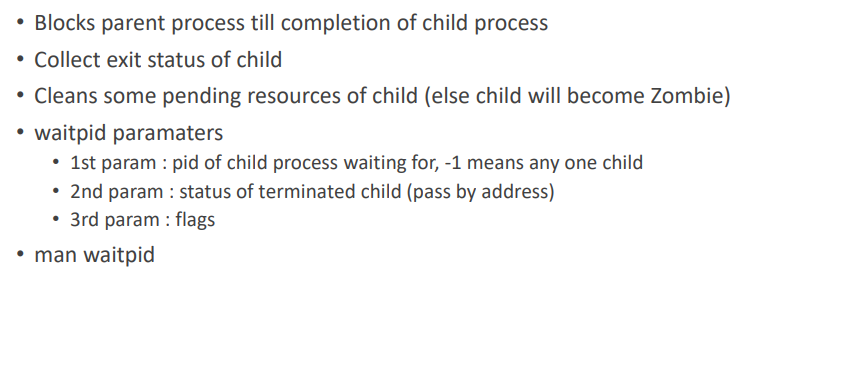 • Blocks parent process till completion of child process
• Collect exit status of child
• Cleans some pending resources of child (else child will become Zombie)
• waitpid paramaters
• 1st param : pid of child process waiting for, -1 means any one child
• 2nd param : status of terminated child (pass by address)
• 3rd param : flags
• man waitpid